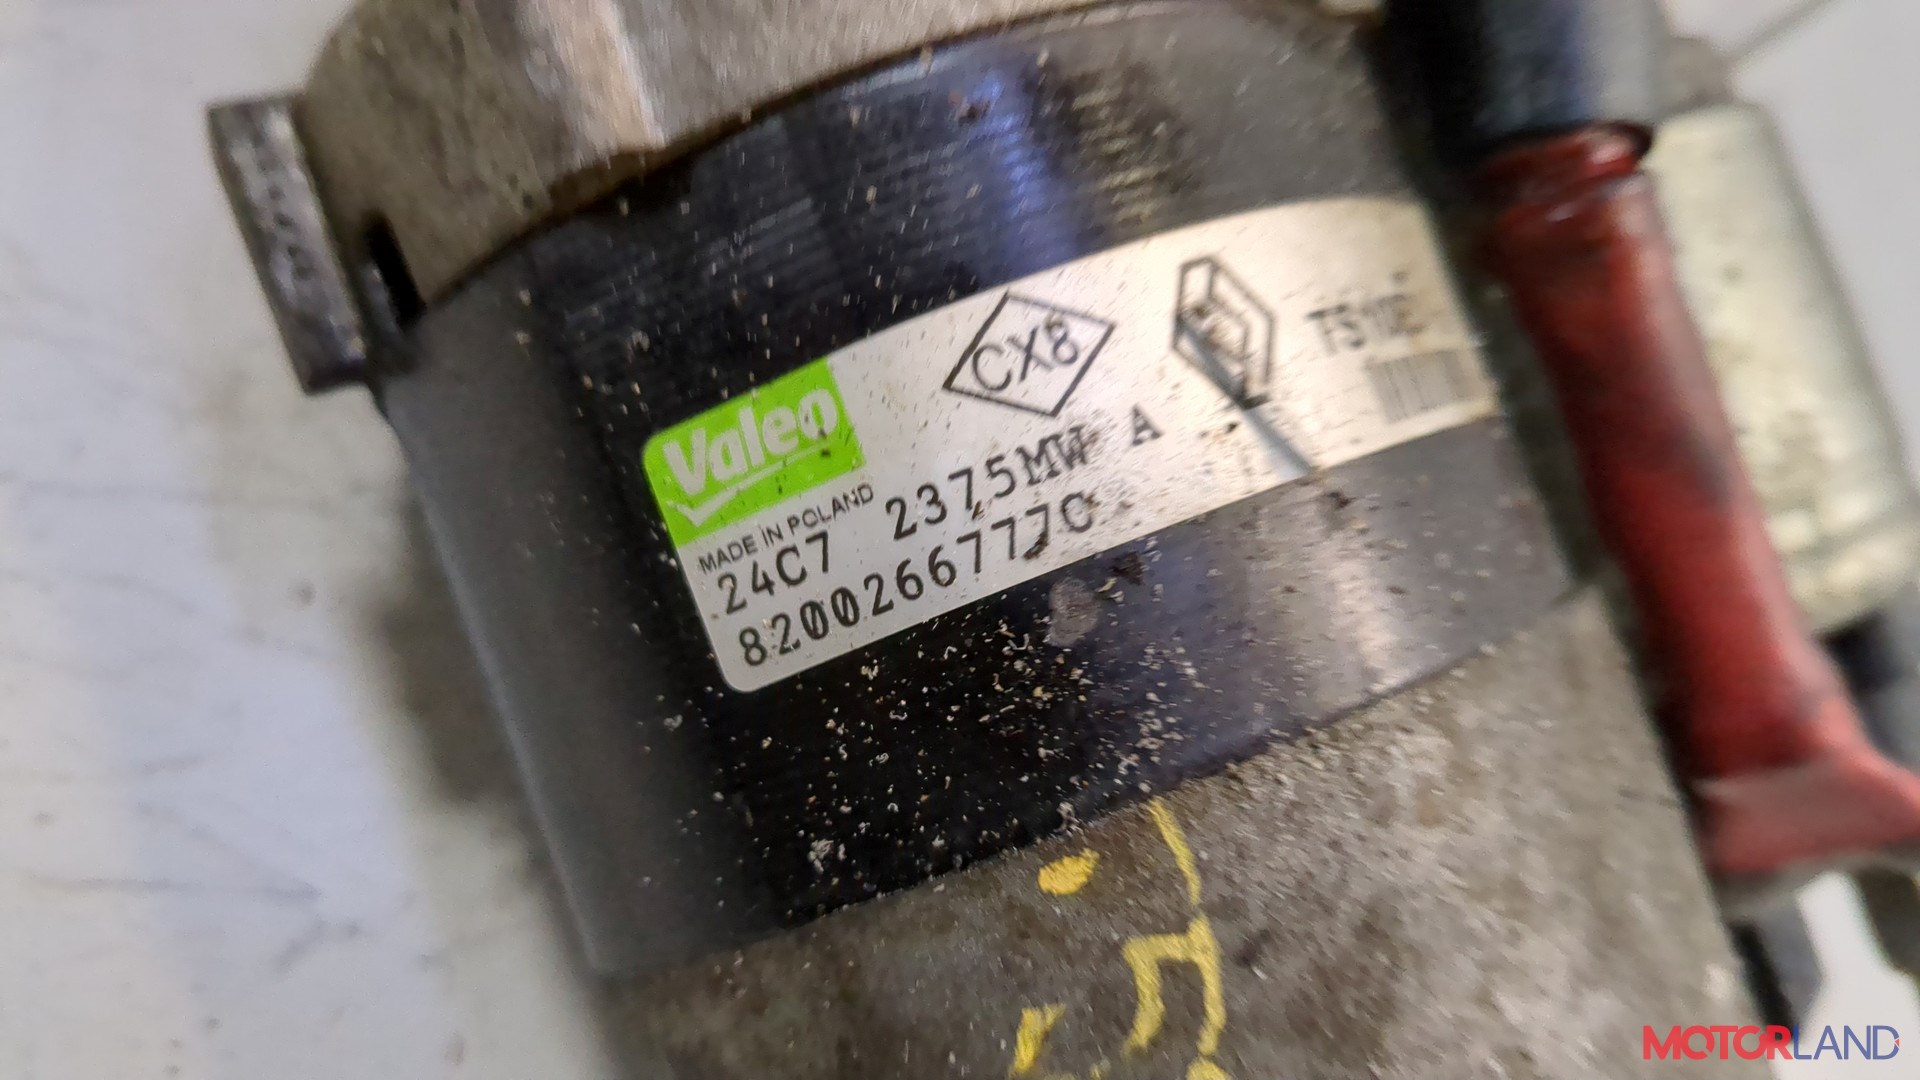 Valeo
MADE IN POLAND
CX8
24C7 2375MW A
8200266777C
MOTORLAND